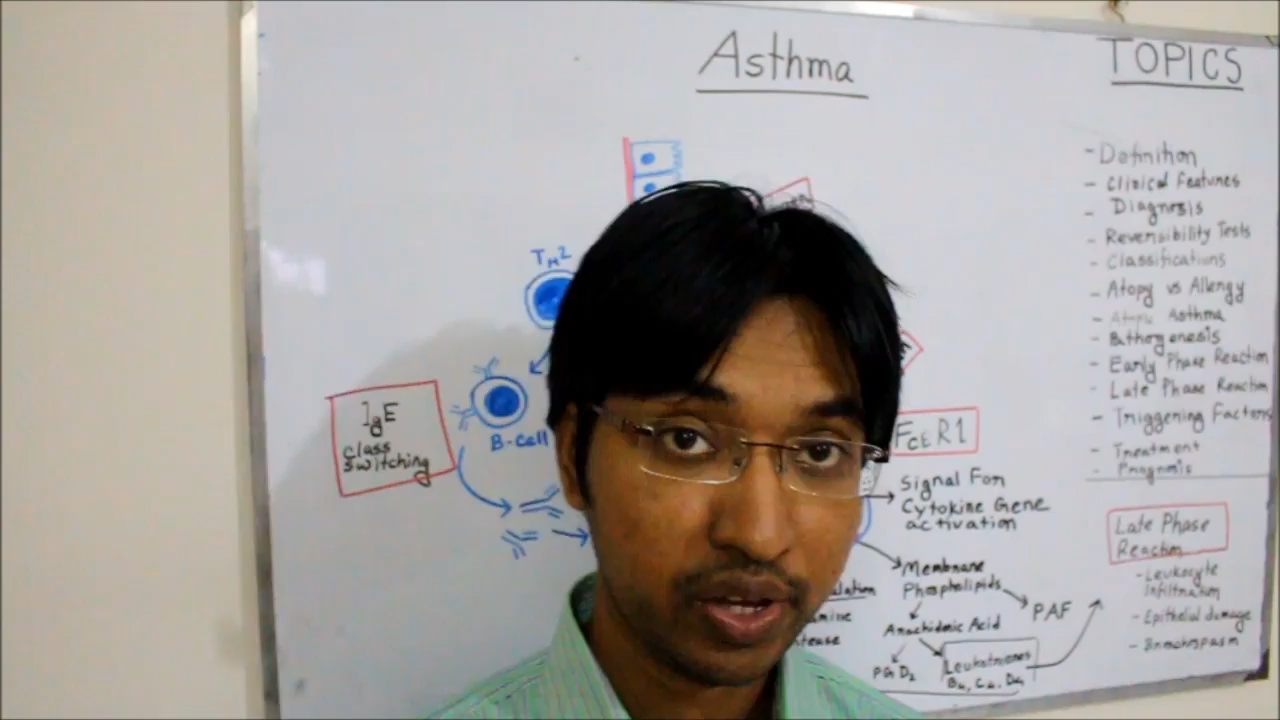 Asthma
TH2
B-Cell
IgE
class
switching
FcεR1
Signal For
Cytokine Gene
activation
Membrane
Phospholipids
PAF
Arachidonic Acid
PGD2
Leukotrienes
B4, C4, D4
TOPICS
- Definition
- Clinical Features
- Diagnosis
- Reversibility Tests
- Classifications
- Atopy vs Allergy
- Atopic Asthma
- Pathogenesis
- Early Phase Reaction
- Late Phase Reaction
- Triggering Factors
- Treatment
- Prognosis
Late Phase
Reaction
- Leukocyte
Infiltration
- Epithelial damage
- Bronchospasm